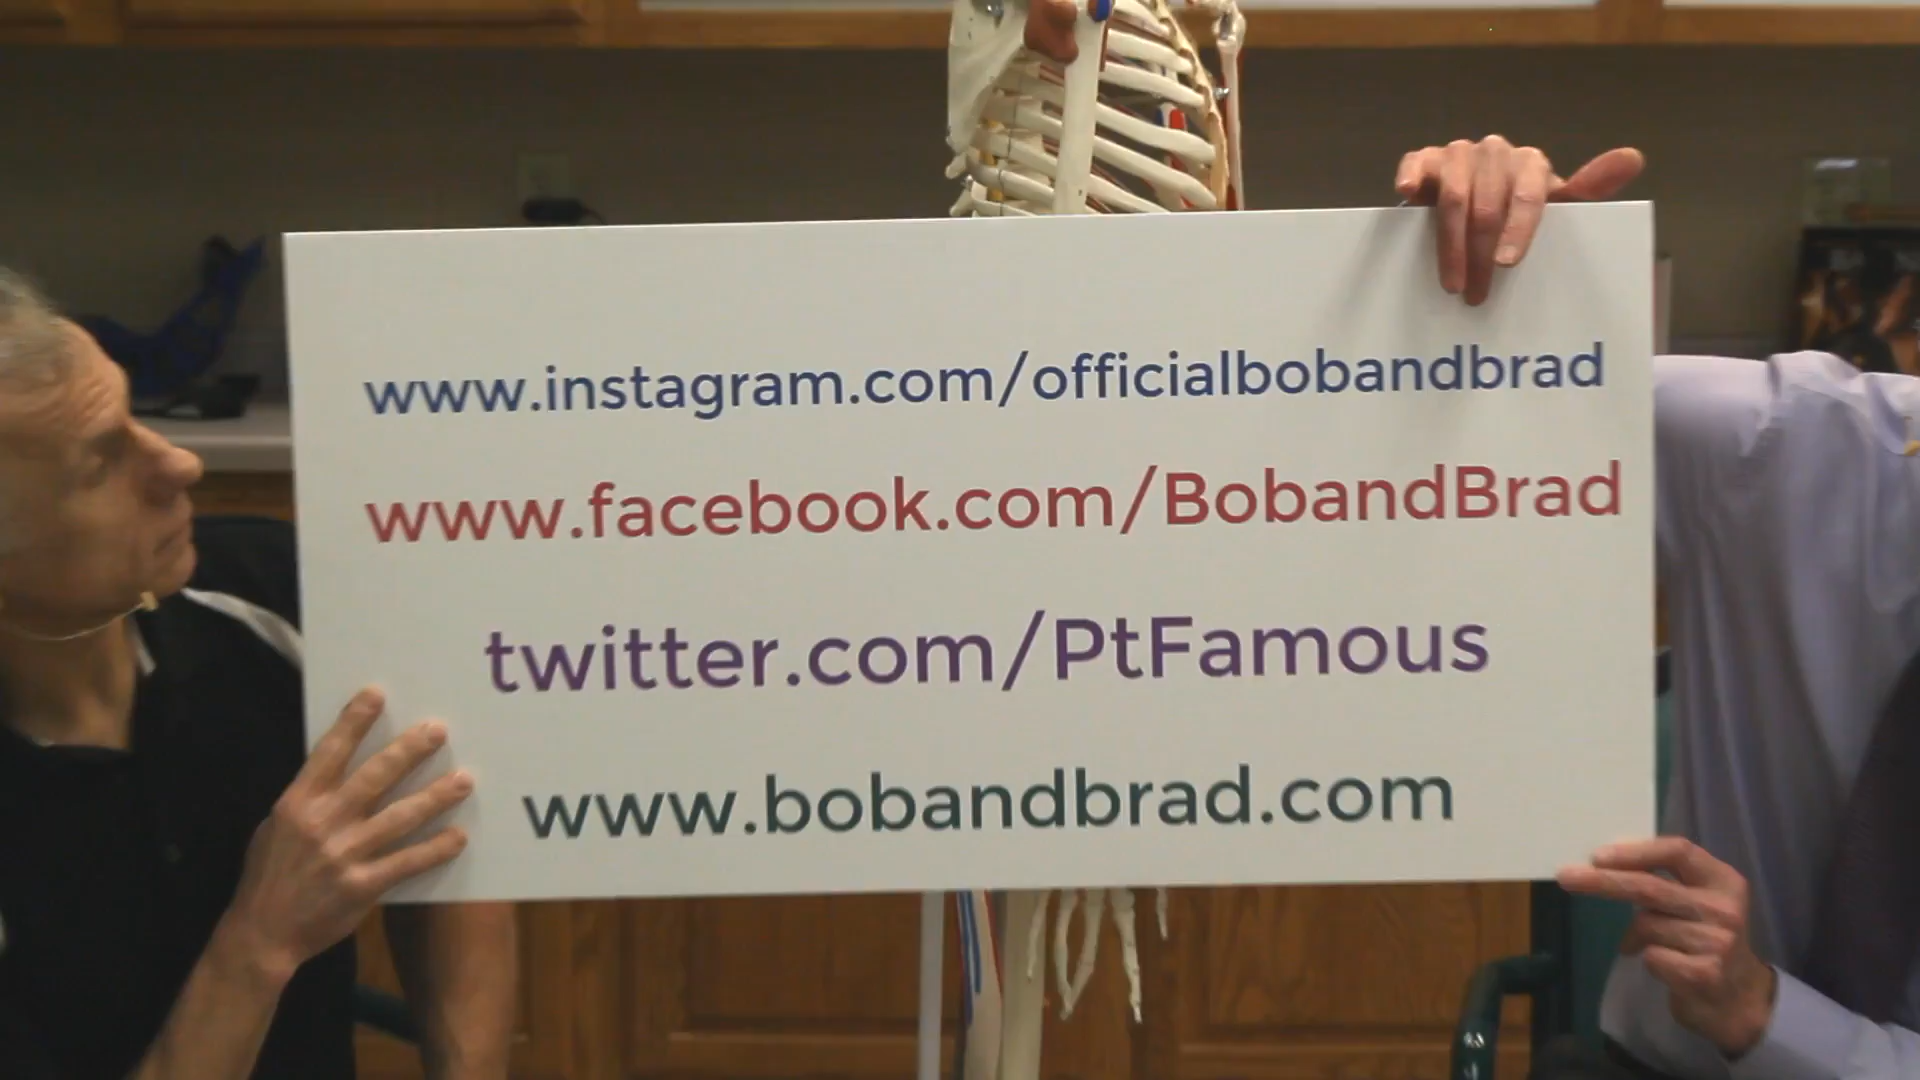 www.instagram.com/officialbobandbrad
www.facebook.com/BobandBrad
twitter.com/PtFamous
www.bobandbrad.com